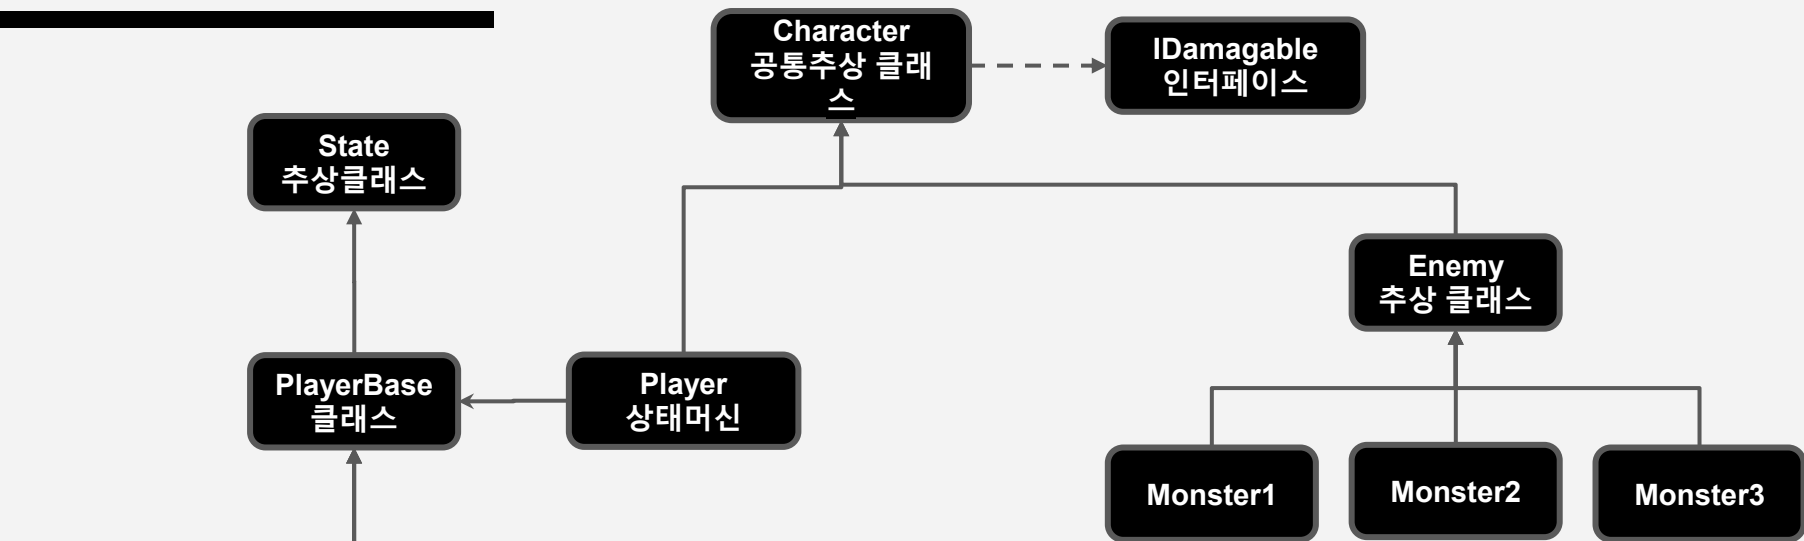 Character
공통추상 클래
스
IDamagable
인터페이스
State
추상클래스
Enemy
추상 클래스
PlayerBase
클래스
Player
상태머신
Monster1
Monster2
Monster3